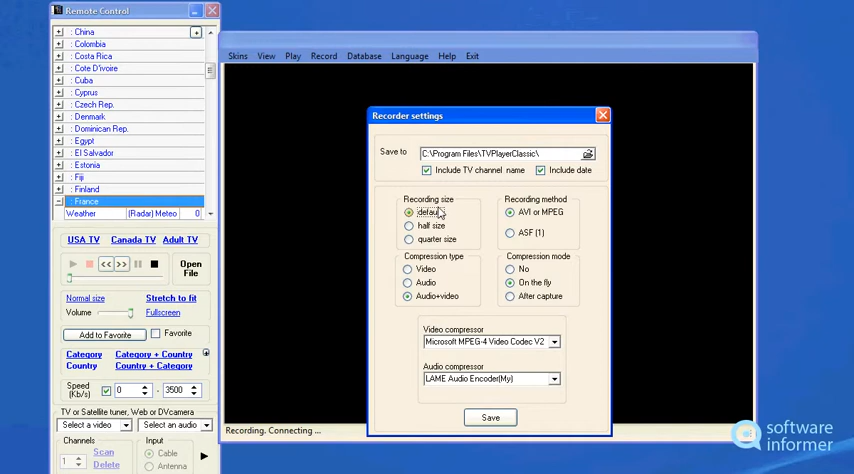 Remote Control
: China
: Colombia
: Costa Rica
: Cote D'ivoire
: Cuba
: Cyprus
: Czech Rep.
: Denmark
: Dominican Rep.
: Egypt
: El Salvador
: Estonia
: Fiji
: Finland
: France
Weather (Radar) Meteo 0
USA TV Canada TV Adult TV
<< >> Open
File
Normal size Stretch to fit
Volume Fullscreen
Add to Favorite Favorite
Category Category + Country
Country Country + Category
Speed
(Kb/s) 0 - 3500
TV or Satellite tuner, Web or DVcamera
Select a video Select an audio
Channels Input
1 Scan Cable
Delete Antenna
Skins View Play Record Database Language Help Exit
Recorder settings
Save to C:\Program Files\TVPlayerClassic\
Include TV channel name Include date
Recording size Recording method
default AVI or MPEG
half size ASF (1)
quarter size
Compression type Compression mode
Video No
Audio On the fly
Audio+video After capture
Video compressor
Microsoft MPEG-4 Video Codec V2
Audio compressor
LAME Audio Encoder(My)
Save
Recording. Connecting ...
software
informer